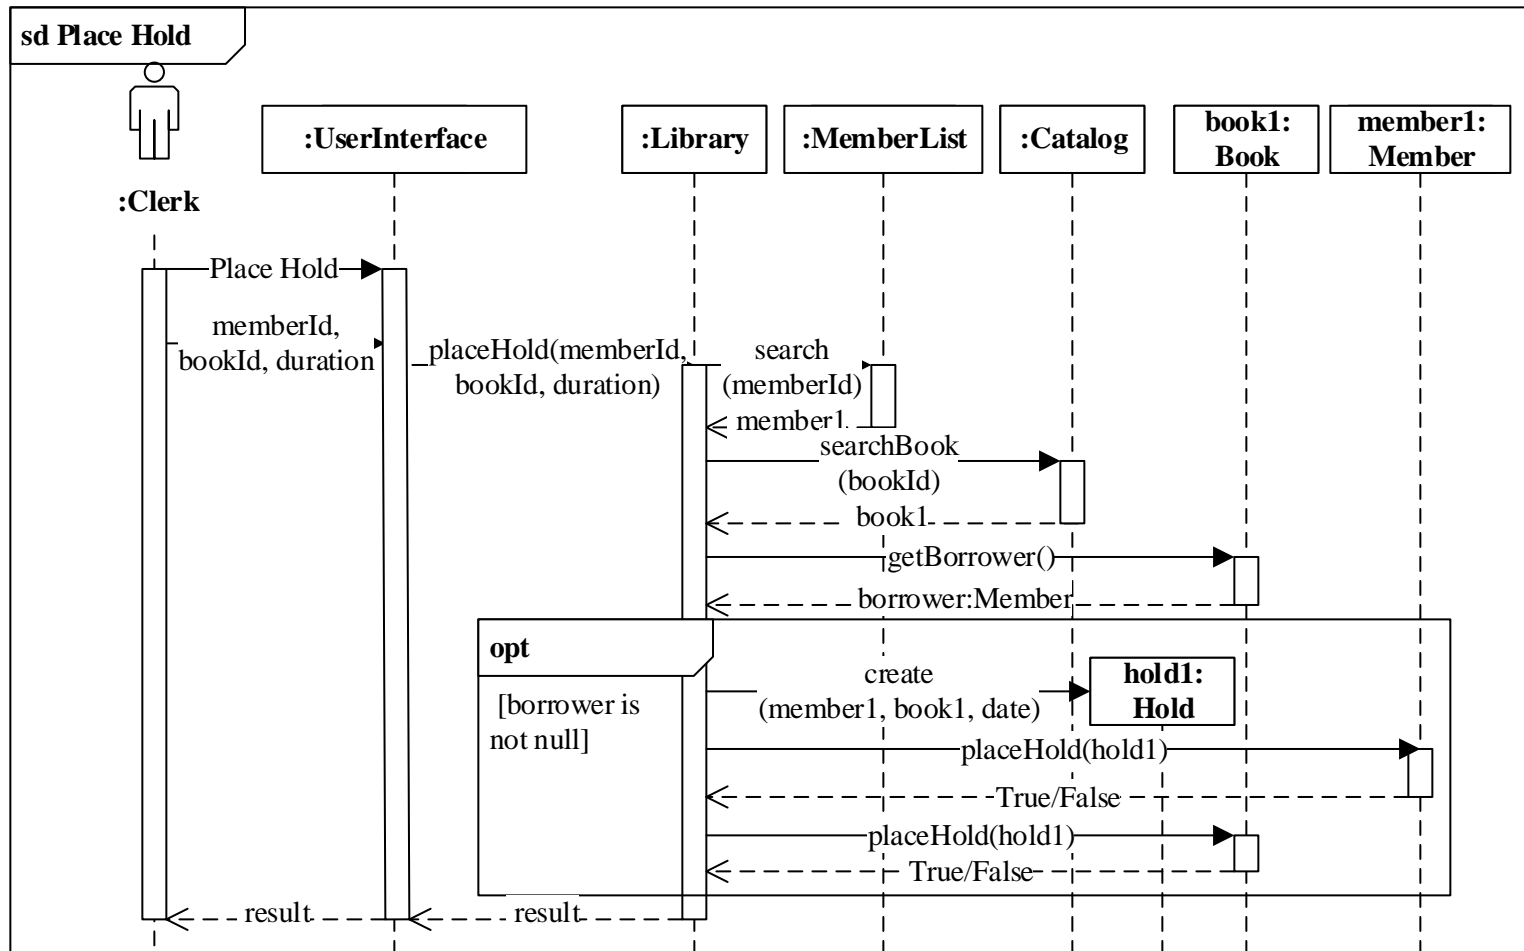 sd Place Hold
:Clerk
:UserInterface
:Library
:MemberList
:Catalog
book1:
Book
member1:
Member
Place Hold
memberId,
bookId, duration
placeHold(memberId,
bookId, duration)
search
(memberId)
member1
searchBook
(bookId)
book1
getBorrower()
borrower:Member
opt
[borrower is
not null]
create
(member1, book1, date)
hold1:
Hold
placeHold(hold1)
True/False
placeHold(hold1)
True/False
result
result